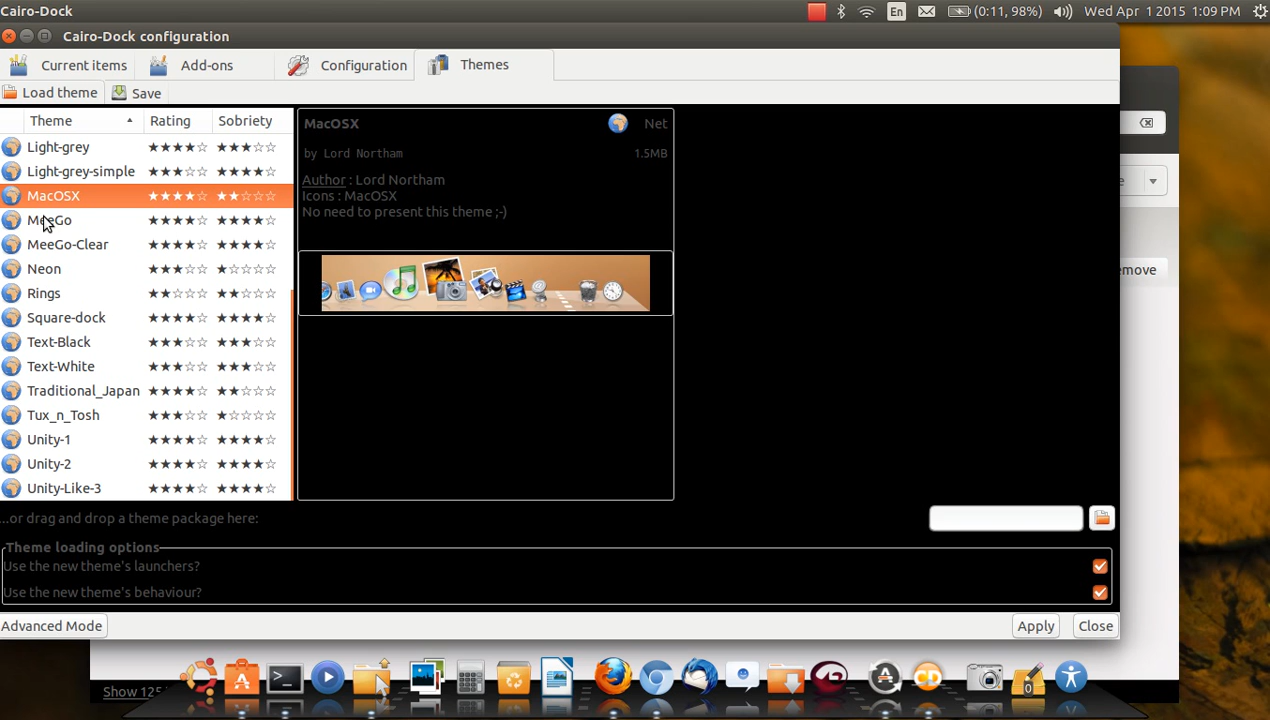 Cairo-Dock En (0:11, 98%) Wed Apr 1 2015 1:09 PM
Cairo-Dock configuration
Current items Add-ons Configuration Themes
Load theme Save
Theme Rating Sobriety
Light-grey ★★★★☆ ★★★☆☆
Light-grey-simple ★★★☆☆ ★★★★☆
MacOSX ★★★★☆ ★★☆☆☆
MeeGo ★★★★☆ ★★★★☆
MeeGo-Clear ★★★★☆ ★★★★☆
Neon ★★★☆☆ ★☆☆☆☆
Rings ★★☆☆☆ ★★☆☆☆
Square-dock ★★★★☆ ★★★★☆
Text-Black ★★★★☆ ★★★☆☆
Text-White ★★★★☆ ★★★☆☆
Traditional_Japan ★★★★☆ ★★☆☆☆
Tux_n_Tosh ★★★☆☆ ★☆☆☆☆
Unity-1 ★★★★☆ ★★★★☆
Unity-2 ★★★★☆ ★★★★☆
Unity-Like-3 ★★★★☆ ★★★★☆
MacOSX Net
by Lord Northam 1.5MB
Author : Lord Northam
Icons : MacOSX
No need to present this theme ;-)
emove
...or drag and drop a theme package here:
Theme loading options
Use the new theme's launchers?
Use the new theme's behaviour?
Advanced Mode Apply Close
Show 125
0